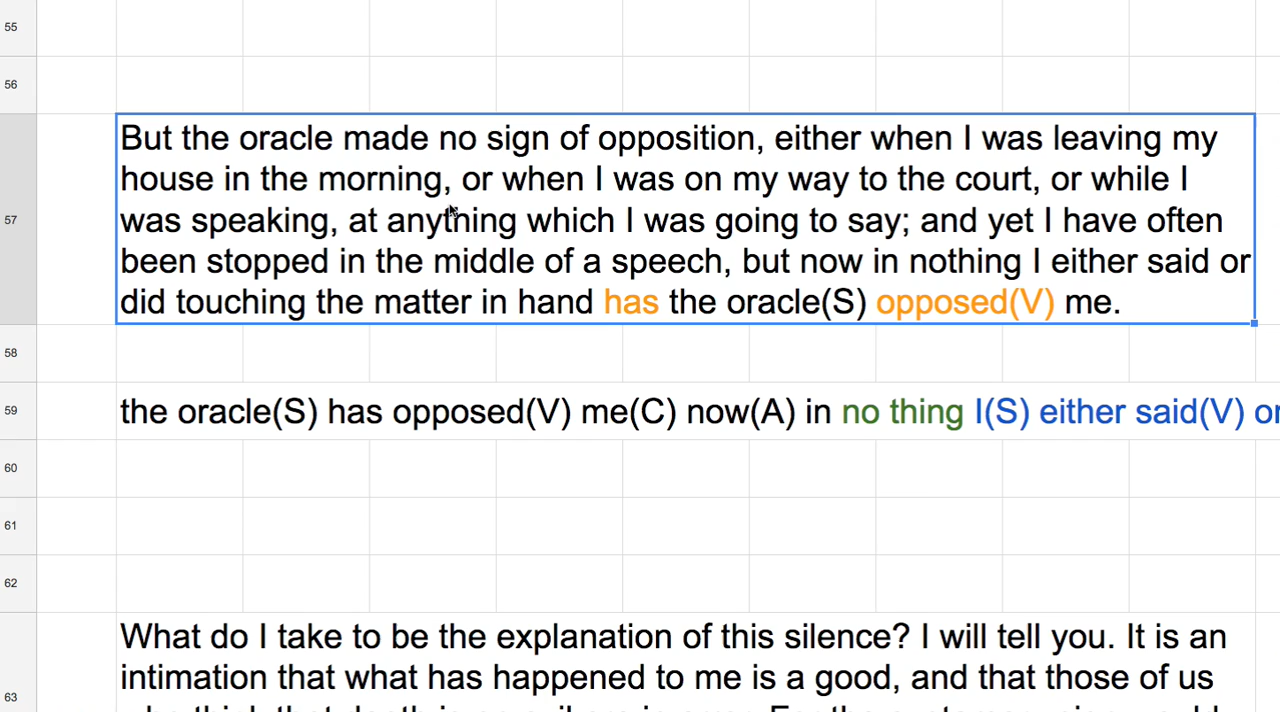 55
56
57
But the oracle made no sign of opposition, either when I was leaving my
house in the morning, or when I was on my way to the court, or while I
was speaking, at anything which I was going to say; and yet I have often
been stopped in the middle of a speech, but now in nothing I either said or
did touching the matter in hand has the oracle(S) opposed(V) me.
58
59
the oracle(S) has opposed(V) me(C) now(A) in no thing I(S) either said(V) or
60
61
62
63
What do I take to be the explanation of this silence? I will tell you. It is an
intimation that what has happened to me is a good, and that those of us